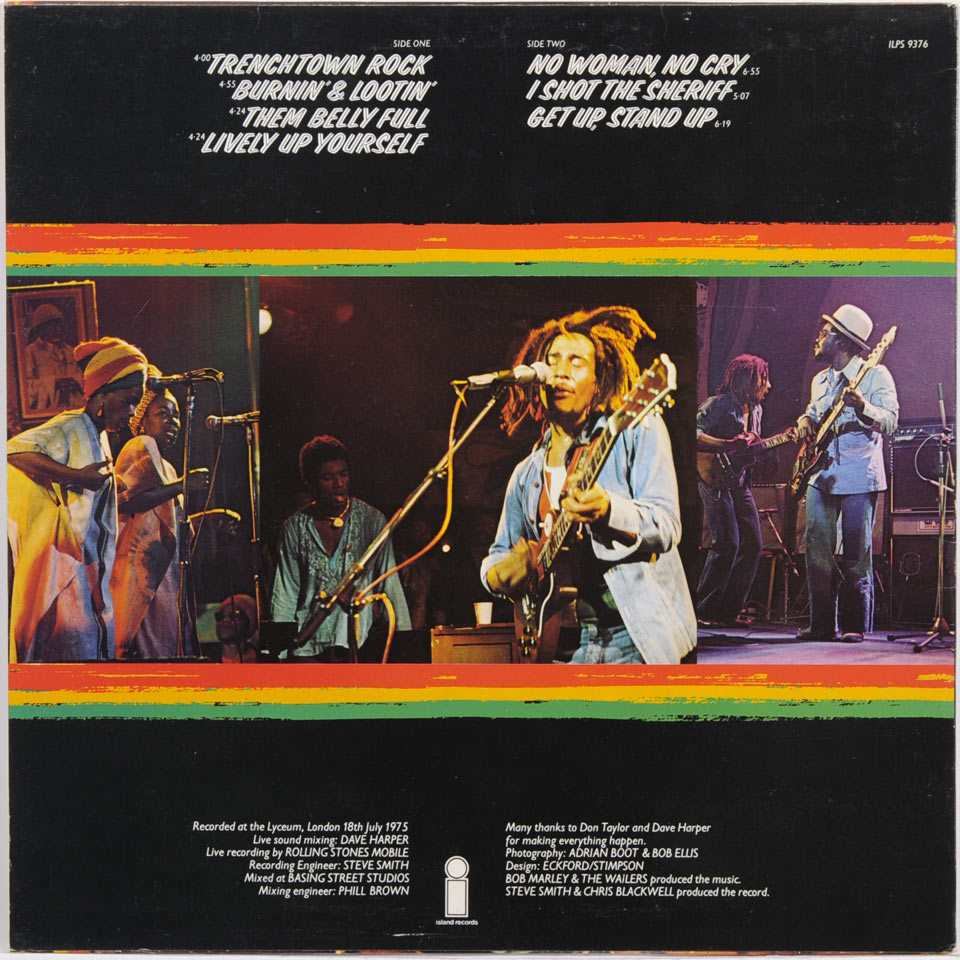 SIDE ONE
4·00 TRENCHTOWN ROCK
4·55 BURNIN' & LOOTIN'
4·24 THEM BELLY FULL
4·24 LIVELY UP YOURSELF
SIDE TWO
NO WOMAN, NO CRY 6·55
I SHOT THE SHERIFF 5·07
GET UP, STAND UP 6·19
ILPS 9376
Recorded at the Lyceum, London 18th July 1975
Live sound mixing: DAVE HARPER
Live recording by ROLLING STONES MOBILE
Recording Engineer: STEVE SMITH
Mixed at BASING STREET STUDIOS
Mixing engineer: PHILL BROWN
island records
Many thanks to Don Taylor and Dave Harper
for making everything happen.
Photography: ADRIAN BOOT & BOB ELLIS
Design: ECKFORD/STIMPSON
BOB MARLEY & THE WAILERS produced the music.
STEVE SMITH & CHRIS BLACKWELL produced the record.